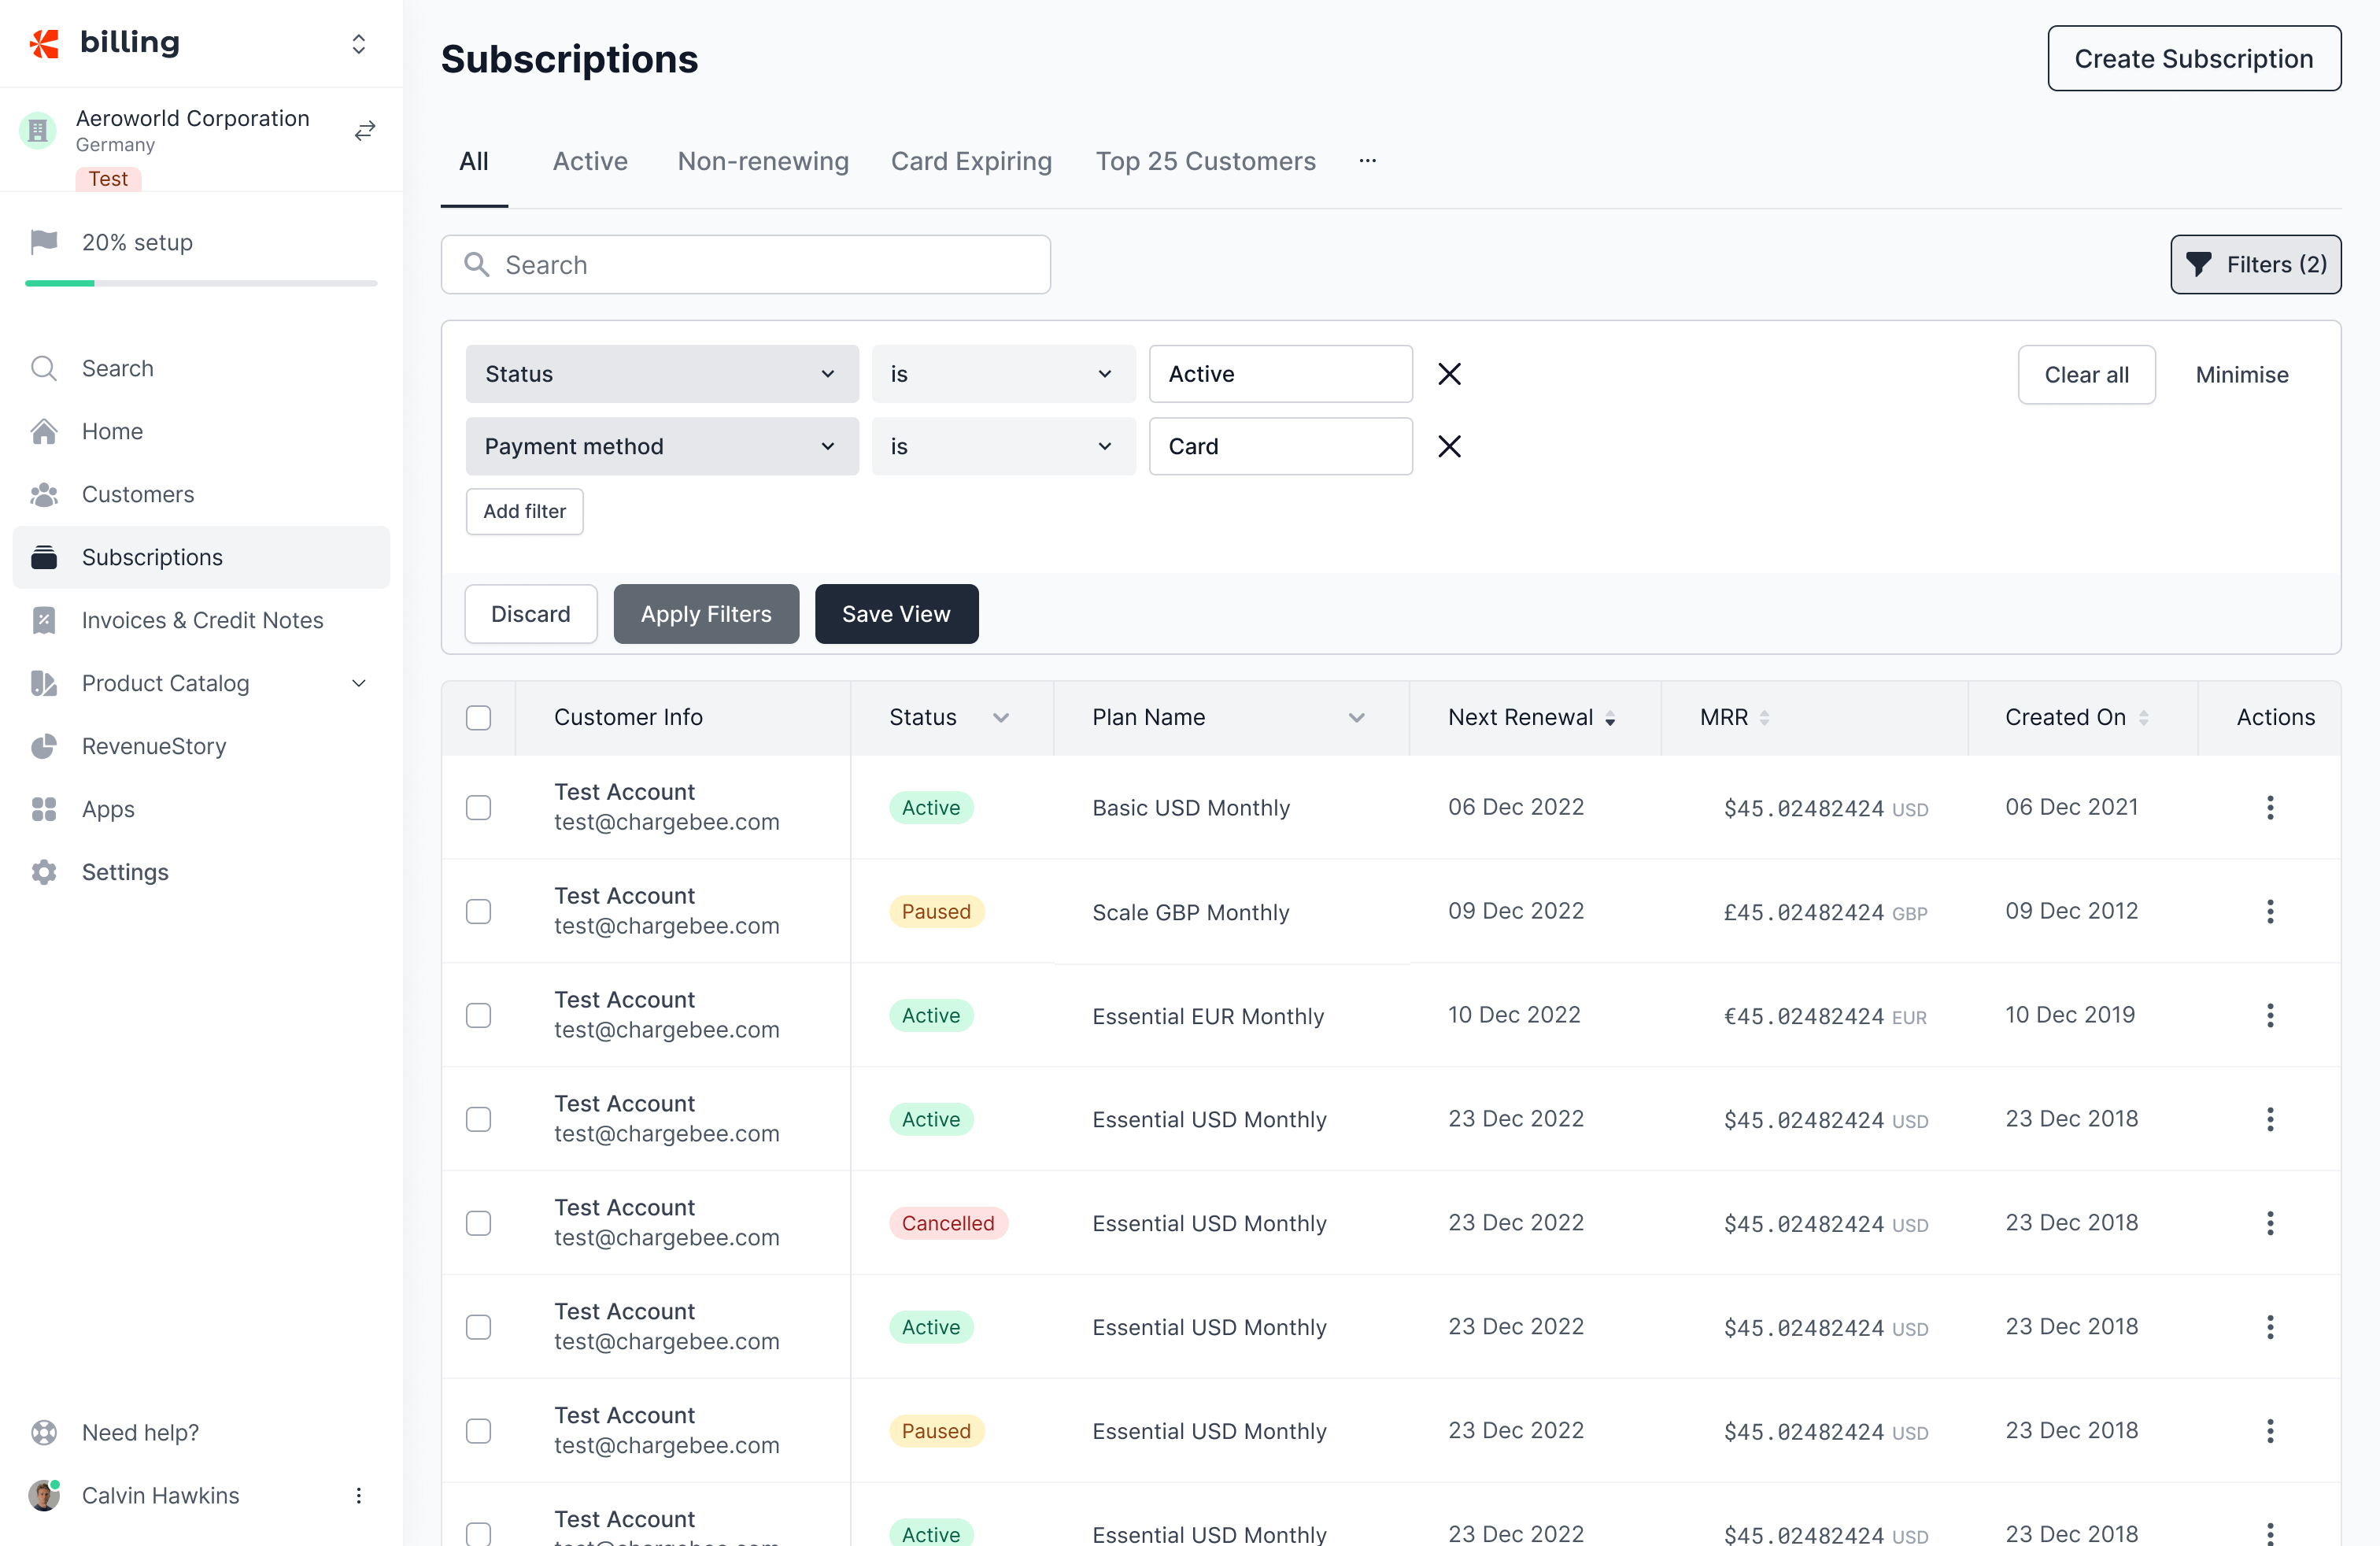 billing
Aeroworld Corporation
Germany
Test
20% setup
Search
Home
Customers
Subscriptions
Invoices & Credit Notes
Product Catalog
RevenueStory
Apps
Settings
Need help?
Calvin Hawkins
Subscriptions
Create Subscription
All Active Non-renewing Card Expiring Top 25 Customers ...
Search
Filters (2)
Status is Active
Clear all Minimise
Payment method is Card
Add filter
Discard Apply Filters Save View
Customer Info Status Plan Name Next Renewal MRR Created On Actions
Test Account
test@chargebee.com
Active Basic USD Monthly 06 Dec 2022 $45.02482424 USD 06 Dec 2021
Test Account
test@chargebee.com
Paused Scale GBP Monthly 09 Dec 2022 £45.02482424 GBP 09 Dec 2012
Test Account
test@chargebee.com
Active Essential EUR Monthly 10 Dec 2022 €45.02482424 EUR 10 Dec 2019
Test Account
test@chargebee.com
Active Essential USD Monthly 23 Dec 2022 $45.02482424 USD 23 Dec 2018
Test Account
test@chargebee.com
Cancelled Essential USD Monthly 23 Dec 2022 $45.02482424 USD 23 Dec 2018
Test Account
test@chargebee.com
Active Essential USD Monthly 23 Dec 2022 $45.02482424 USD 23 Dec 2018
Test Account
test@chargebee.com
Paused Essential USD Monthly 23 Dec 2022 $45.02482424 USD 23 Dec 2018
Test Account
Active Essential USD Monthly 23 Dec 2022 $45.02482424 USD 23 Dec 2018